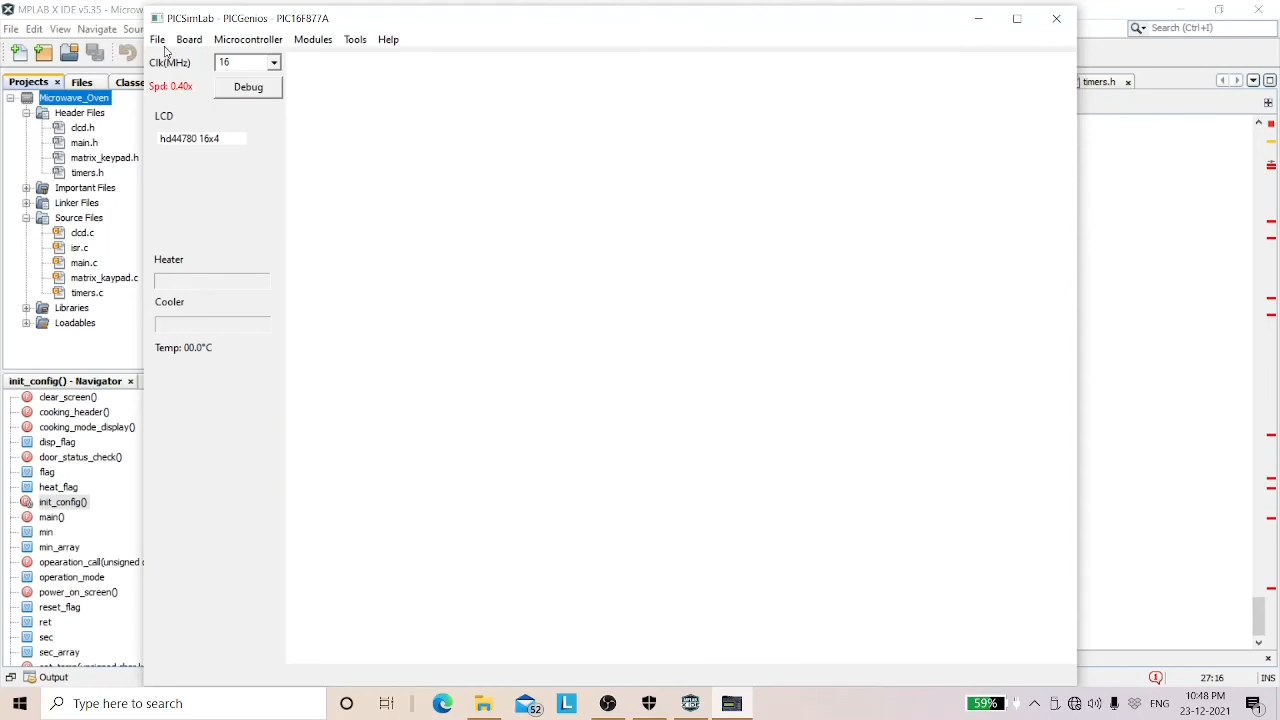 MPLAB X IDE v5.35 - Microw
PICSimLab - PICGenios - PIC16F877A
File Edit View Navigate Sour
File Board Microcontroller Modules Tools Help
Search (Ctrl+I)
Clk(MHz) 16
Spd: 0.40x Debug
LCD
hd44780 16x4
Heater
Cooler
Temp: 00.0°C
Projects Files Classe
timers.h
Microwave_Oven
Header Files
clcd.h
main.h
matrix_keypad.h
timers.h
Important Files
Linker Files
Source Files
clcd.c
isr.c
main.c
matrix_kaypad.c
timers.c
Libraries
Loadables
init_config() - Navigator
clear_screen()
cooking_header()
cooking_mode_display()
disp_flag
door_status_check()
flag
heat_flag
init_config()
main()
min
min_array
opearation_call(unsigned c
operation_mode
power_on_screen()
reset_flag
ret
sec
sec_array
Output
27:16 INS
Type here to search
52
L
59%
ENG
10:48 PM
23-12-2021
1